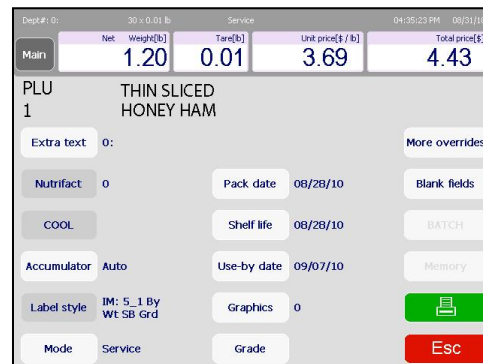 Dept#: 0: 30 x 0.01 lb Service 04:35:23 PM 08/31/10
Main
Net Weight[lb] Tare[lb] Unit price[$ / lb] Total price[$]
1.20 0.01 3.69 4.43
PLU THIN SLICED
1 HONEY HAM
Extra text 0: More overrides
Nutrifact 0 Pack date 08/28/10 Blank fields
COOL Shelf life 08/28/10 BATCH
Accumulator Auto Use-by date 09/07/10 Memory
Label style IM: 5_1 By Wt SB Grd Graphics 0
Mode Service Grade Esc